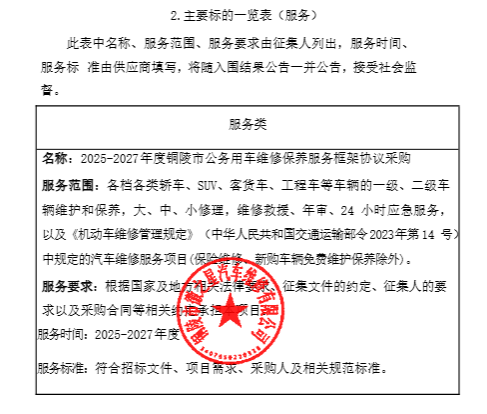 2.主要标的一览表（服务）
此表中名称、服务范围、服务要求由征集人列出，服务时间、
服务标 准由供应商填写，将随入围结果公告一并公告，接受社会监
督。
服务类
名称：2025-2027年度铜陵市公务用车维修保养服务框架协议采购
服务范围：各档各类轿车、SUV、客货车、工程车等车辆的一级、二级车
辆维护和保养，大、中、小修理，维修救援、年审、24 小时应急服务，
以及《机动车维修管理规定》（中华人民共和国交通运输部令2023年第14 号）
中规定的汽车维修服务项目(保险维修、新购车辆免费维护保养除外)。
服务要求：根据国家及地方相关法律 、征集文件的约定、征集人的要
求以及采购合同等相关约定承担 项目
服务时间：2025-2027年度
服务标准：符合招标文件、项目需求、采购人及相关规范标准。
铜陵市 之星汽车维修有限公司